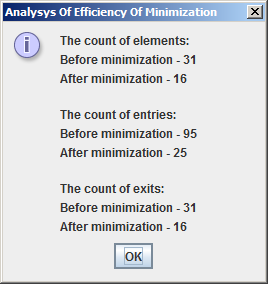 Analysys Of Efficiency Of Minimization
The count of elements:
Before minimization - 31
After minimization - 16
The count of entries:
Before minimization - 95
After minimization - 25
The count of exits:
Before minimization - 31
After minimization - 16
OK